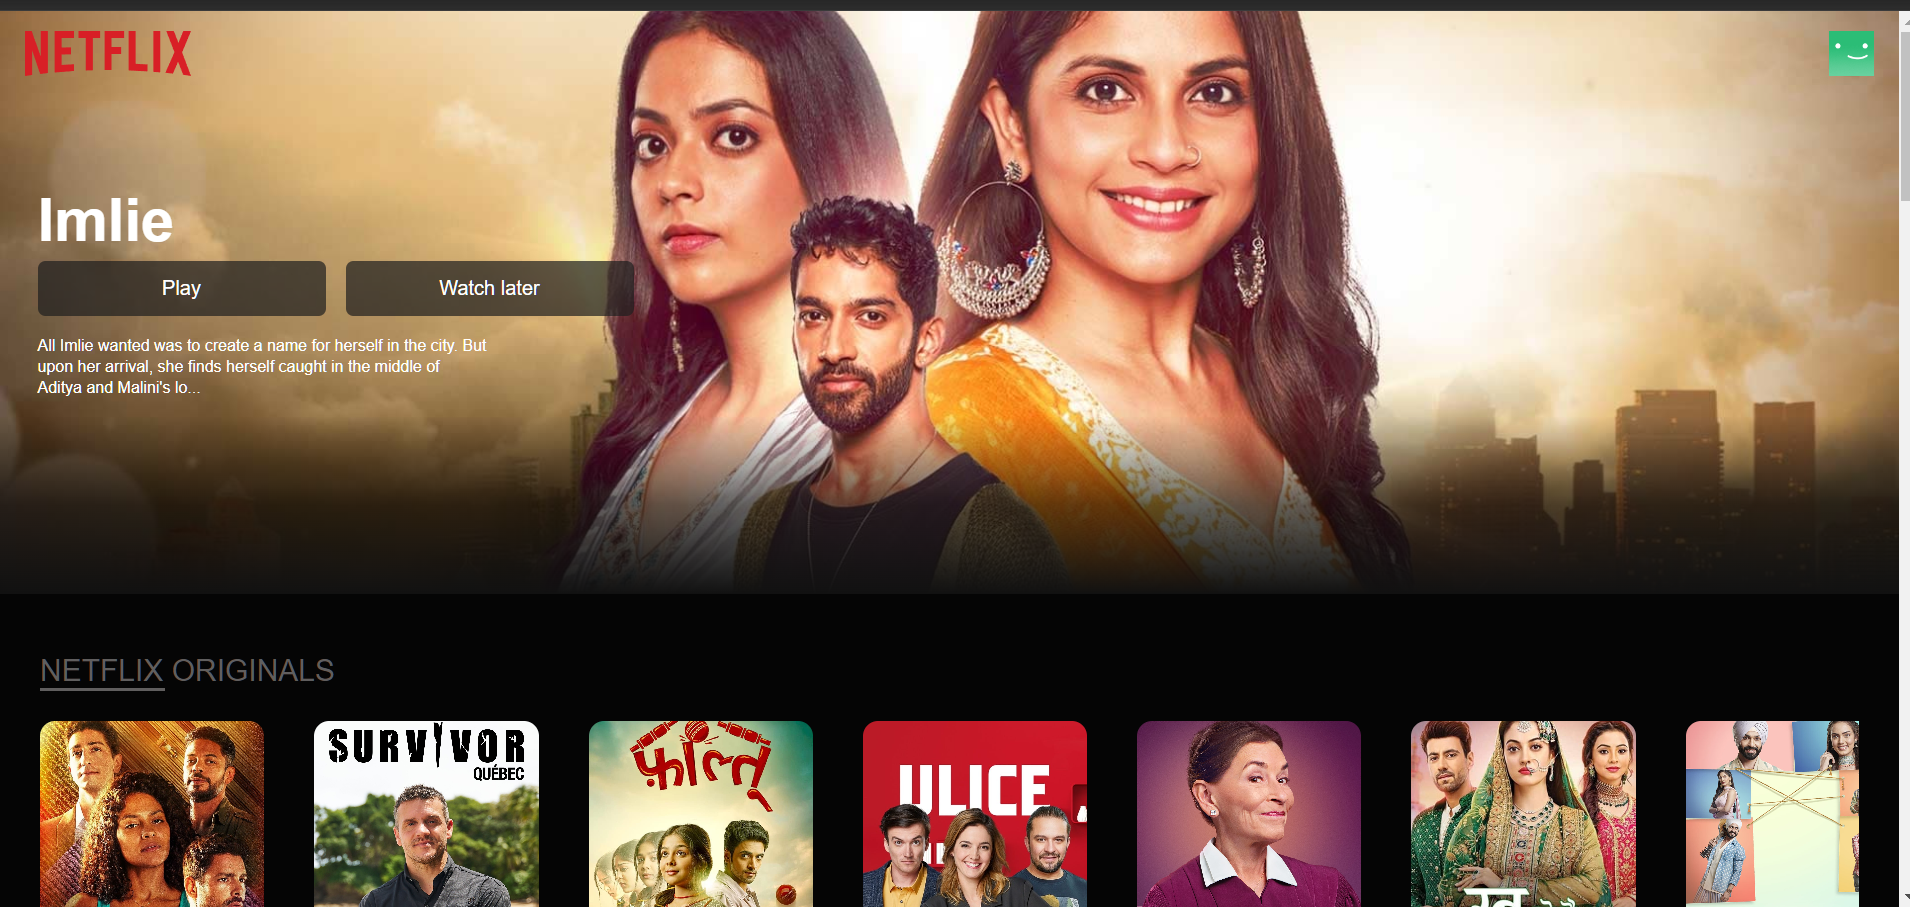 NETFLIX
Imlie
Play
Watch later
All Imlie wanted was to create a name for herself in the city. But
upon her arrival, she finds herself caught in the middle of
Aditya and Malini's lo...
NETFLIX ORIGINALS
SURVIVOR
QUÉBEC
फ़ालतू
ULICE